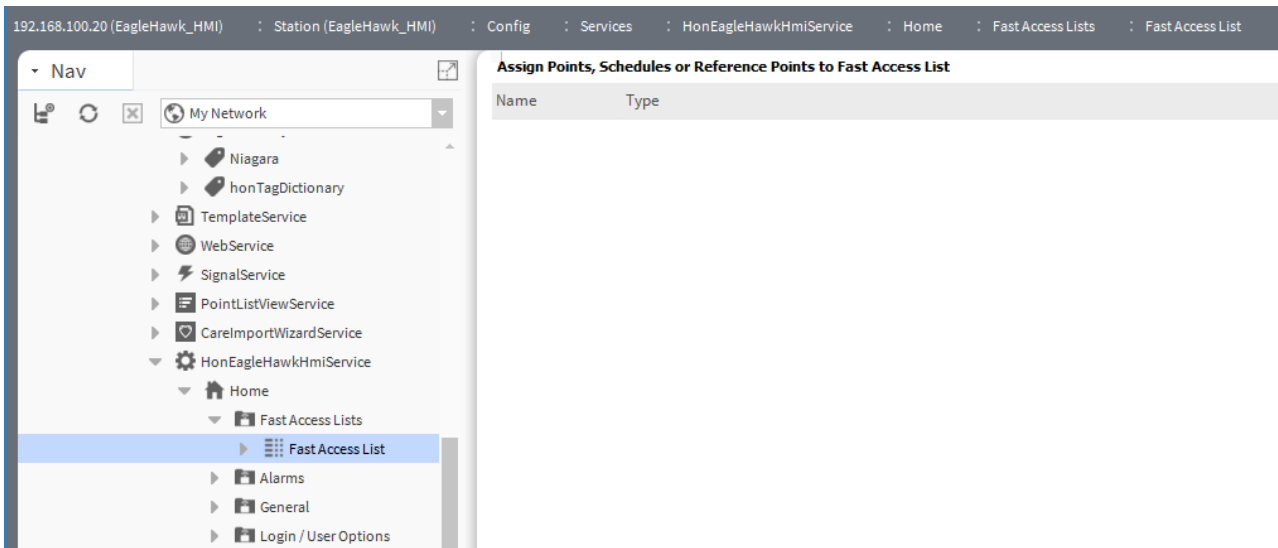 192.168.100.20 (EagleHawk_HMI) : Station (EagleHawk_HMI) : Config : Services : HonEagleHawkHmiService : Home : Fast Access Lists : Fast Access List
Nav
My Network
Niagara
honTagDictionary
TemplateService
WebService
SignalService
PointListViewService
CareImportWizardService
HonEagleHawkHmiService
Home
Fast Access Lists
Fast Access List
Alarms
General
Login / User Options
Assign Points, Schedules or Reference Points to Fast Access List
Name Type